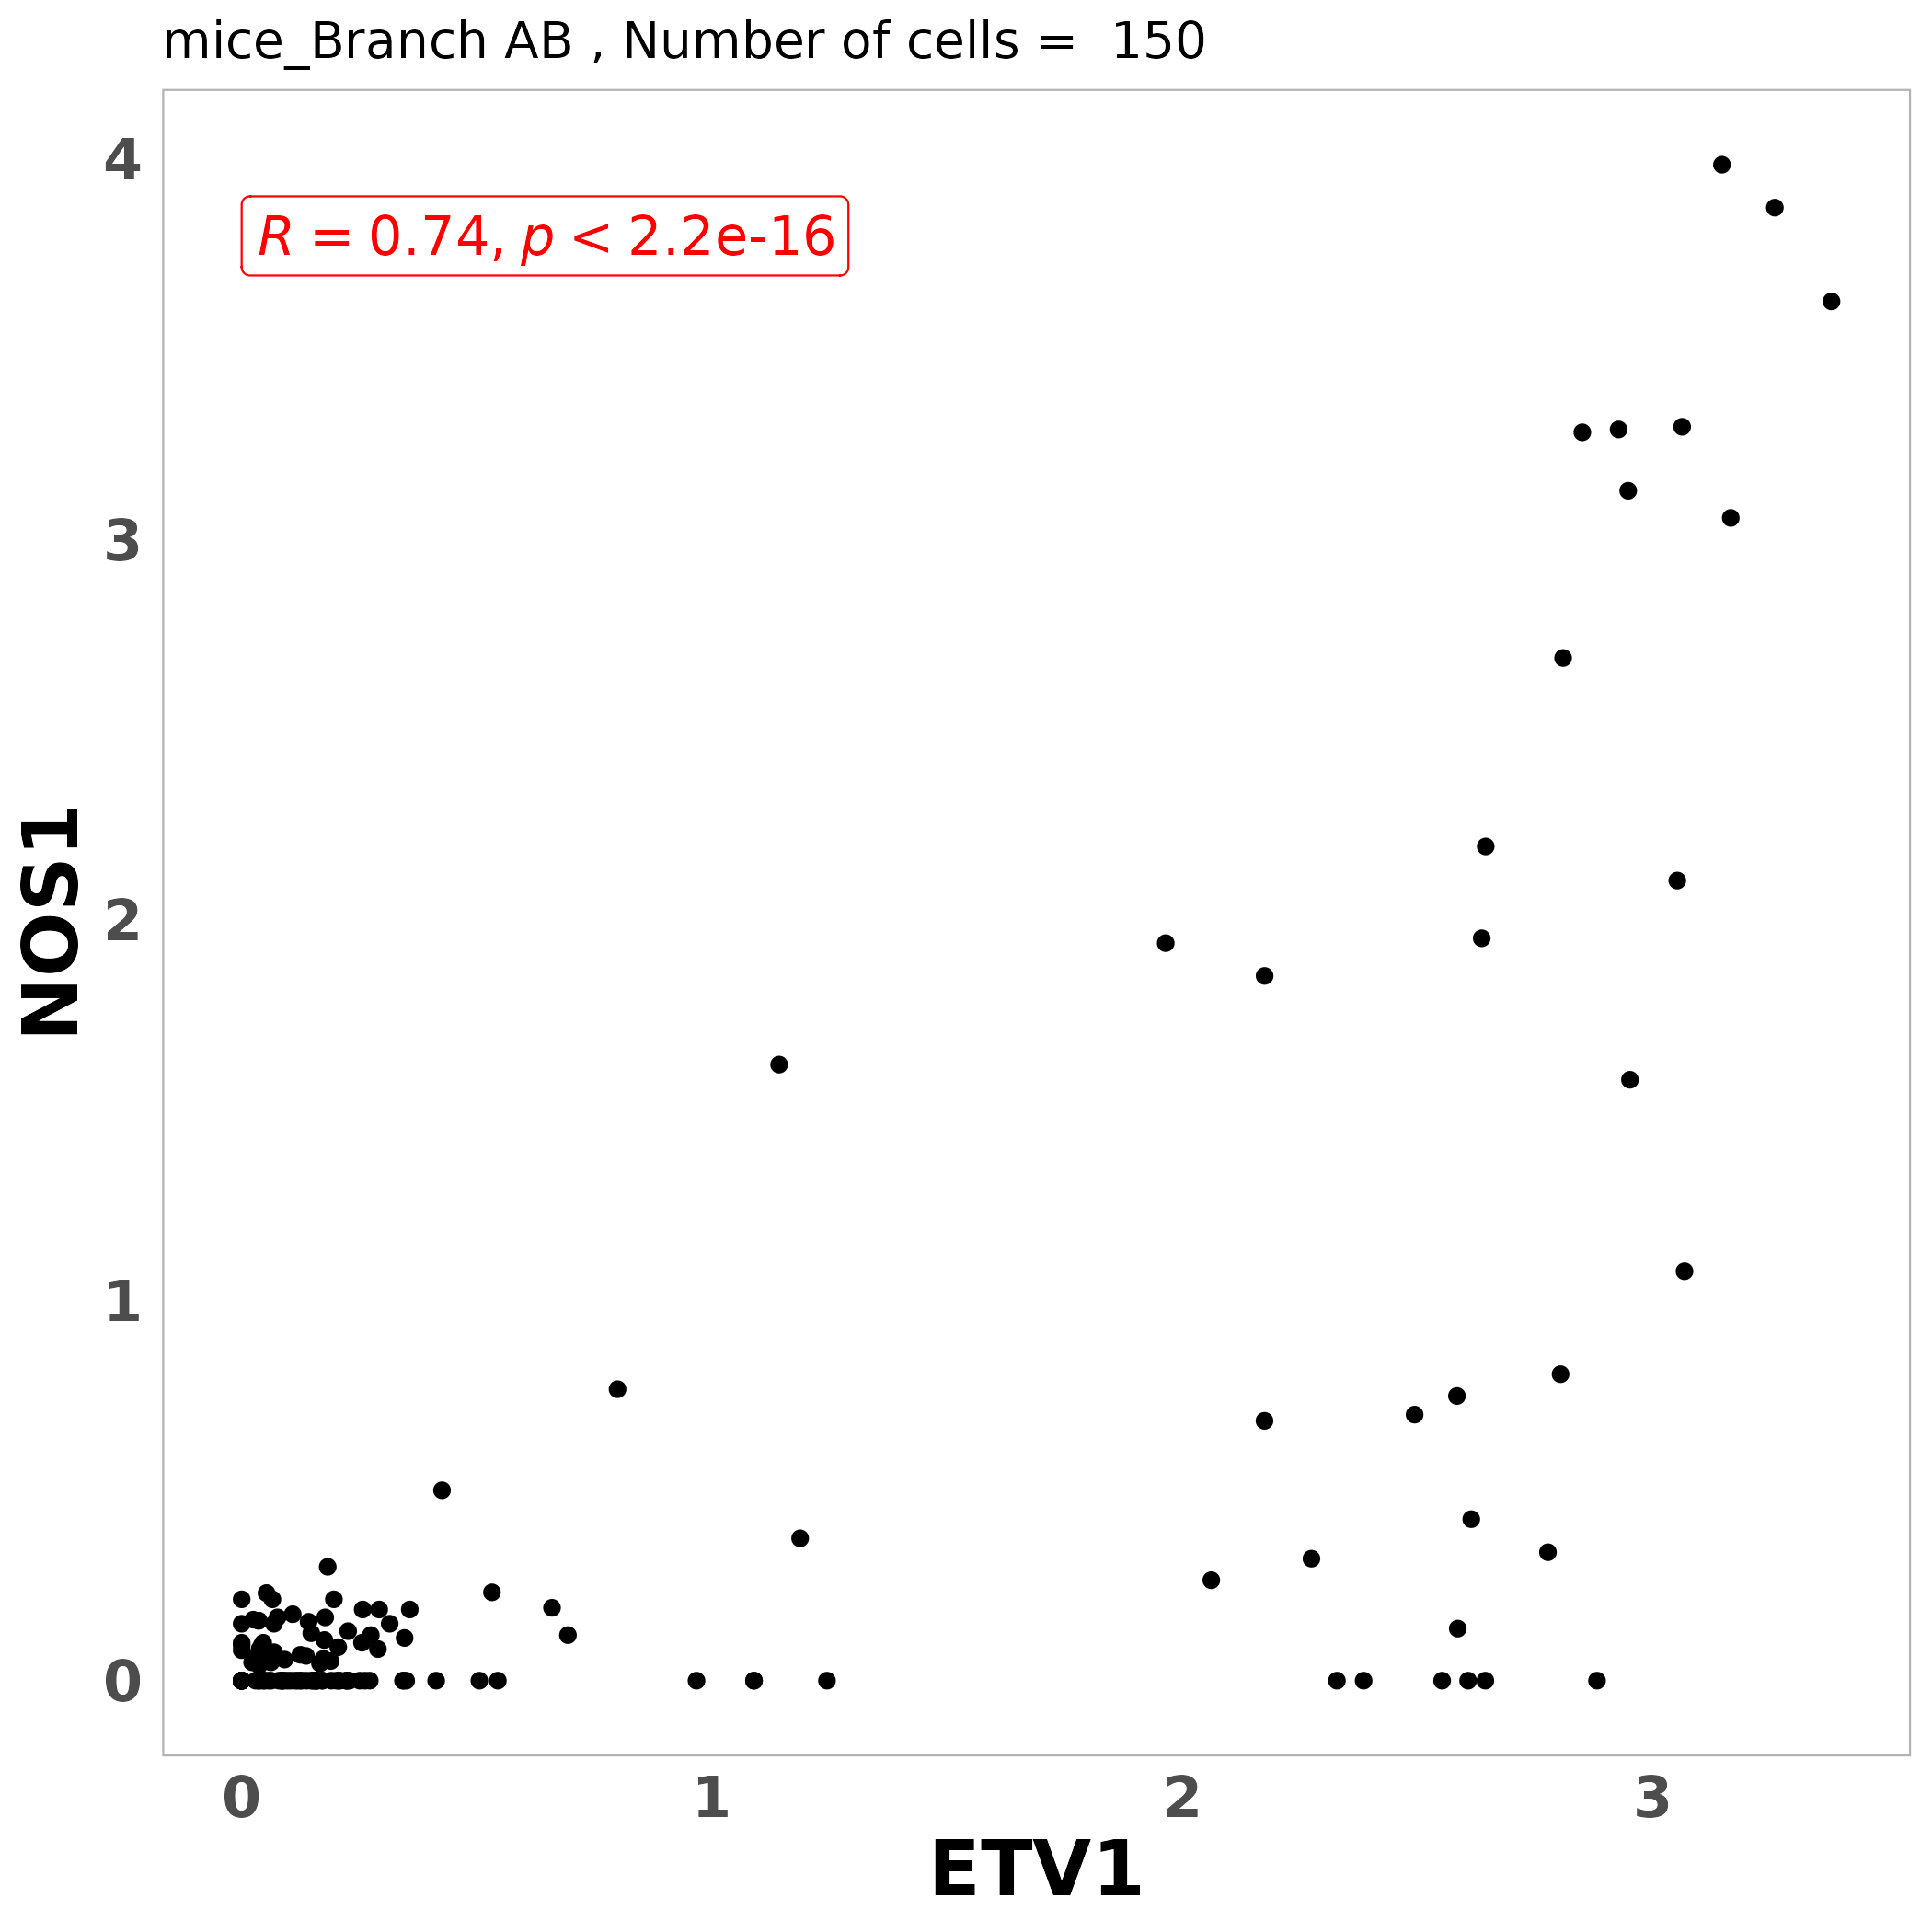 mice_Branch AB , Number of cells =  150
R = 0.74, p < 2.2e-16
4
3
2
1
0
NOS1
0 1 2 3
ETV1